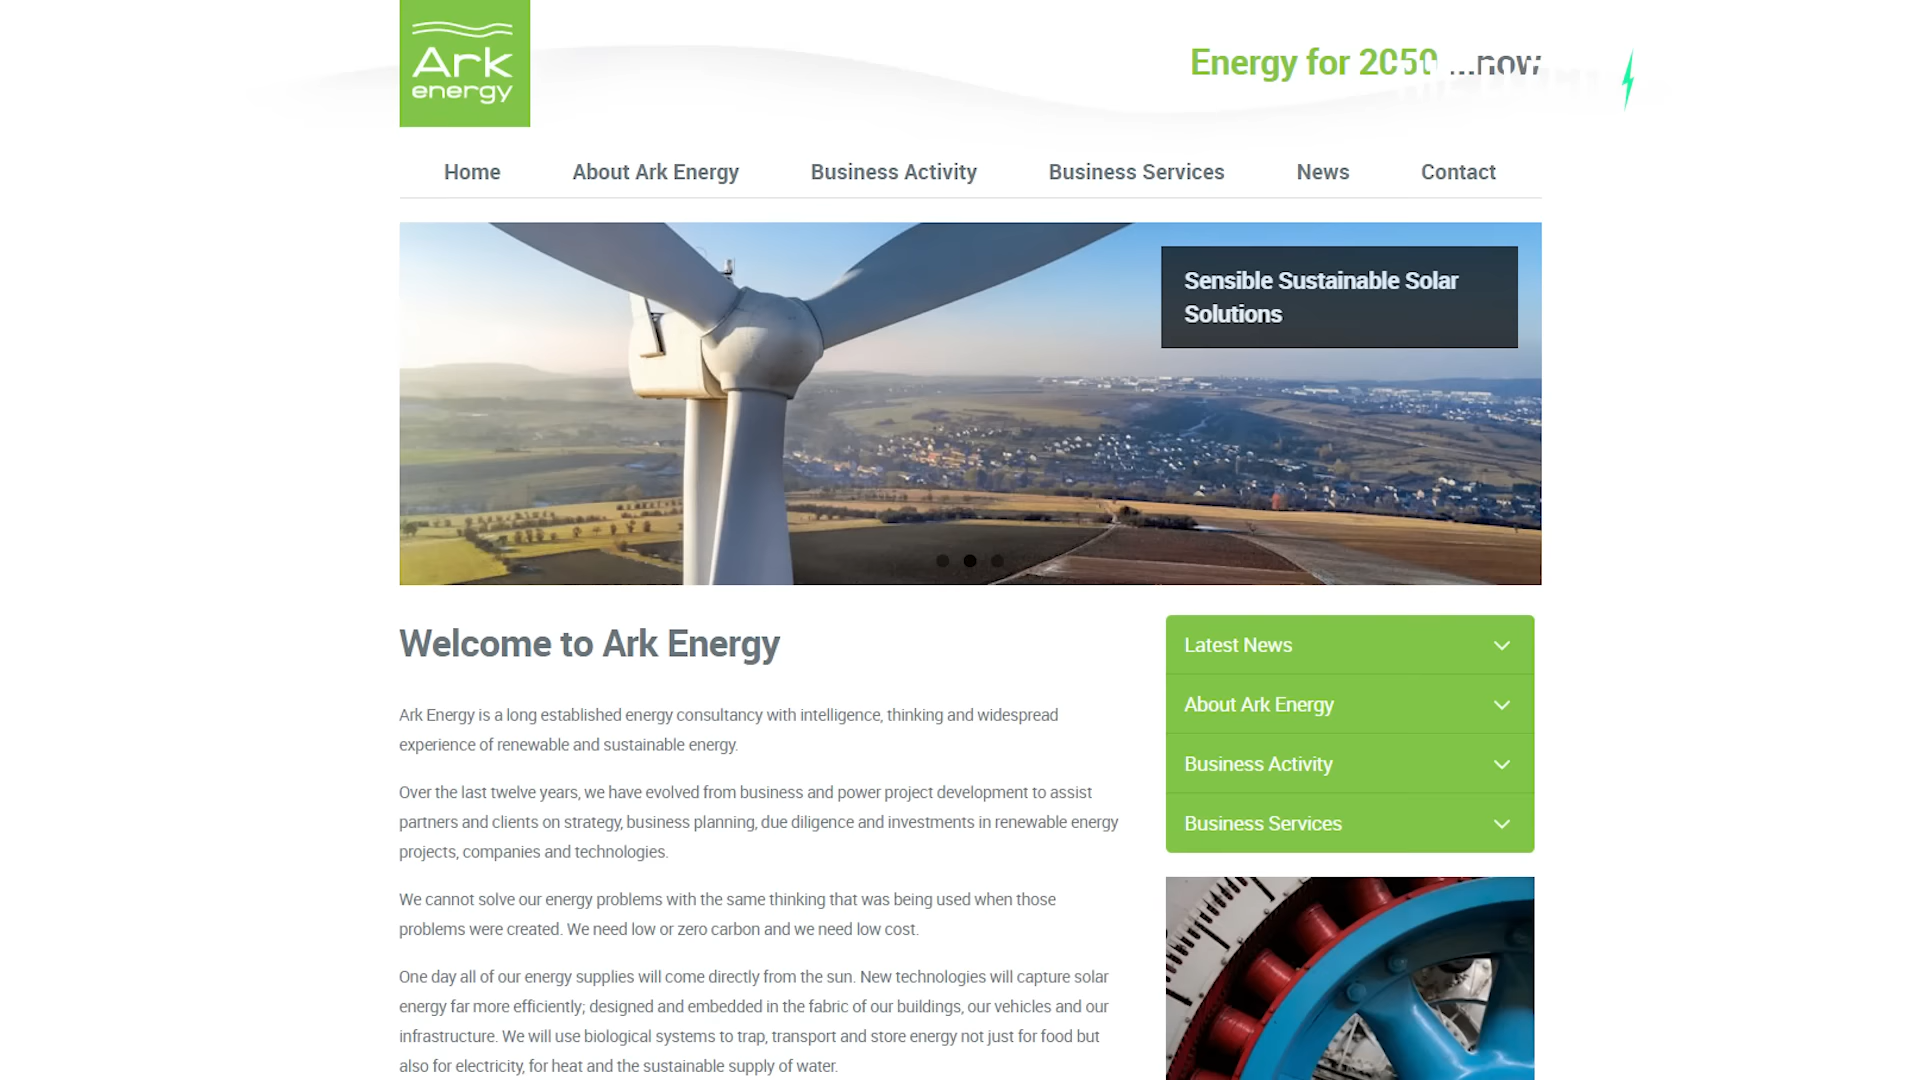 Ark
energy
Energy for 2050 ...now
Home
About Ark Energy
Business Activity
Business Services
News
Contact
Sensible Sustainable Solar
Solutions
Welcome to Ark Energy
Ark Energy is a long established energy consultancy with intelligence, thinking and widespread
experience of renewable and sustainable energy.
Over the last twelve years, we have evolved from business and power project development to assist
partners and clients on strategy, business planning, due diligence and investments in renewable energy
projects, companies and technologies.
We cannot solve our energy problems with the same thinking that was being used when those
problems were created. We need low or zero carbon and we need low cost.
One day all of our energy supplies will come directly from the sun. New technologies will capture solar
energy far more efficiently; designed and embedded in the fabric of our buildings, our vehicles and our
infrastructure. We will use biological systems to trap, transport and store energy not just for food but
also for electricity, for heat and the sustainable supply of water.
Latest News
About Ark Energy
Business Activity
Business Services